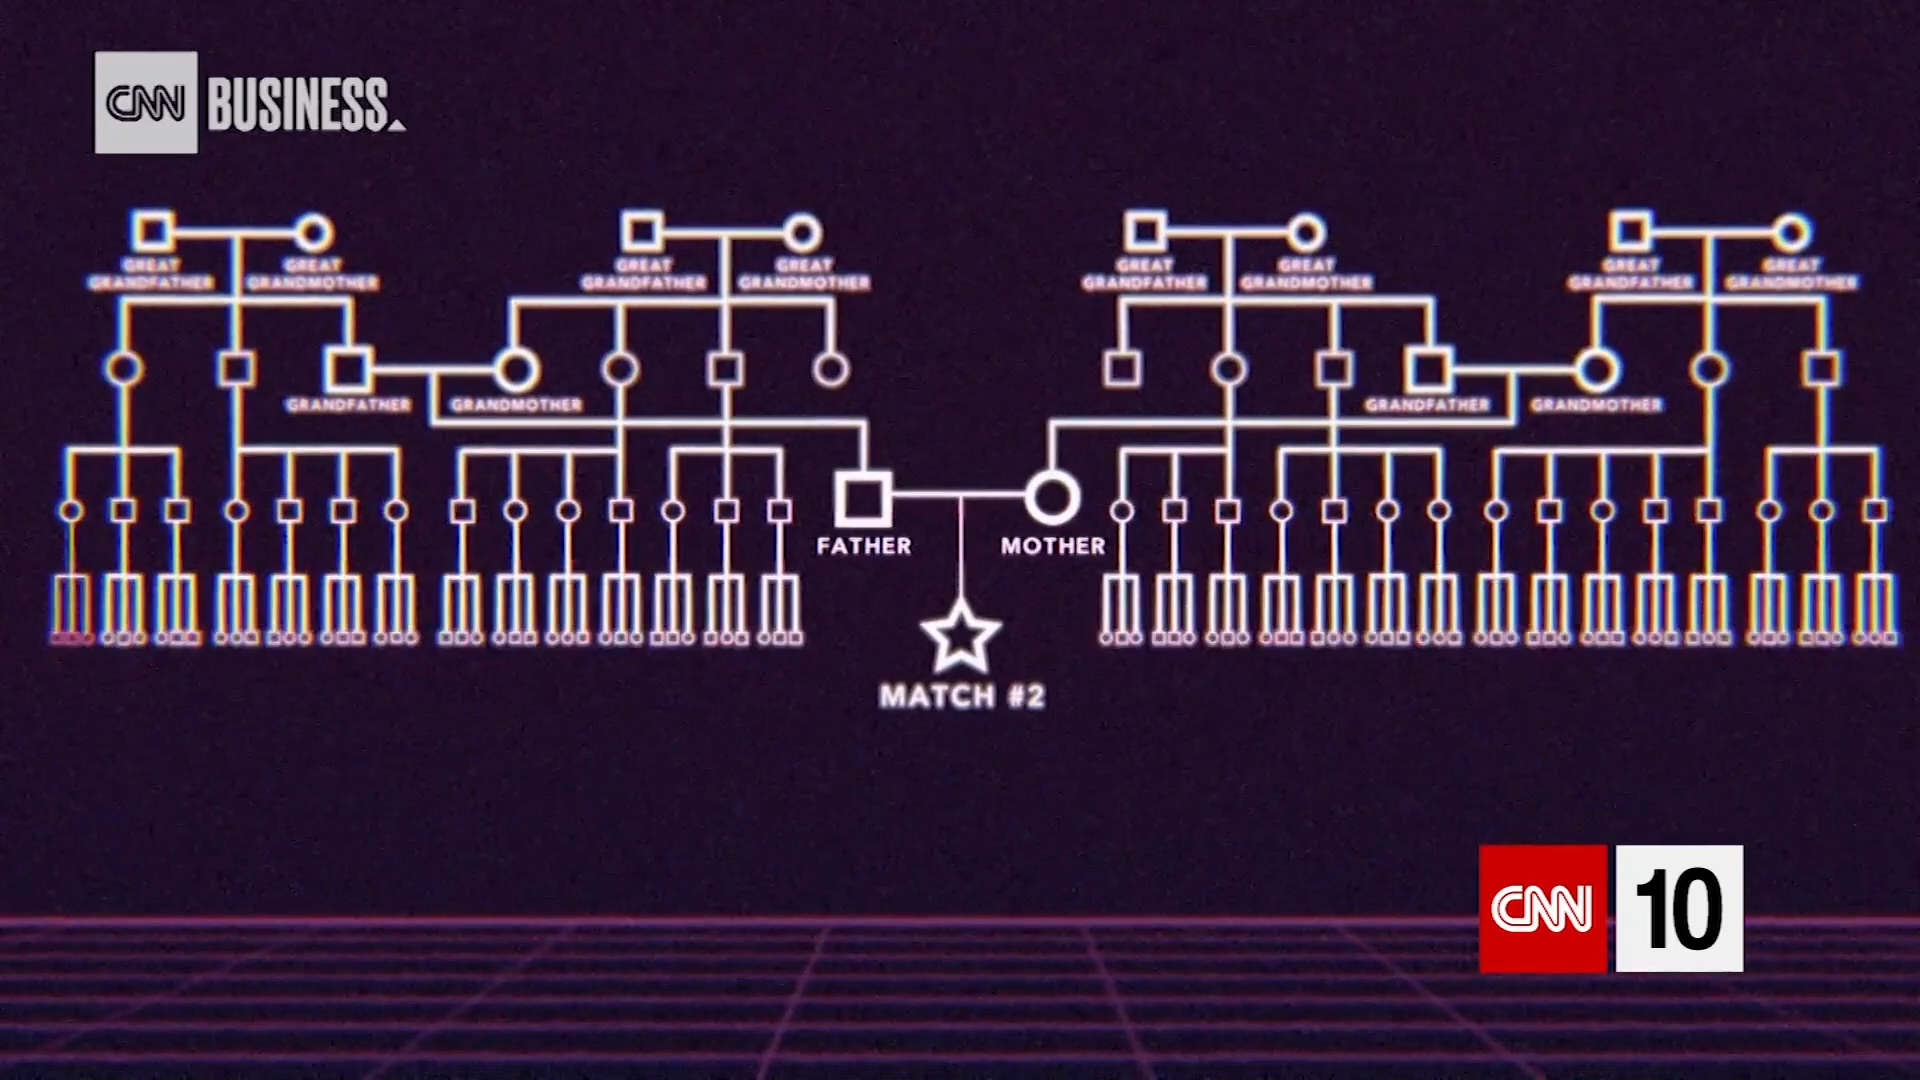 CNN BUSINESS.
GREAT GRANDFATHER
GREAT GRANDMOTHER
GREAT GRANDFATHER
GREAT GRANDMOTHER
GREAT GRANDFATHER
GREAT GRANDMOTHER
GREAT GRANDFATHER
GREAT GRANDMOTHER
GRANDFATHER
GRANDMOTHER
GRANDFATHER
GRANDMOTHER
FATHER
MOTHER
MATCH #2
CNN 10